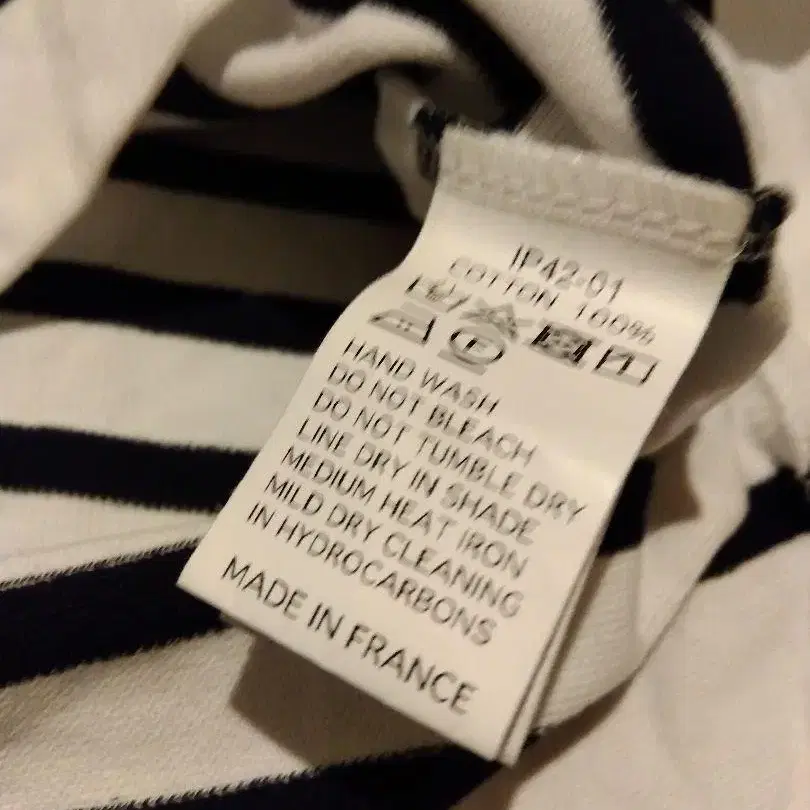 IP42-01
COTTON 100%
HAND WASH
DO NOT BLEACH
DO NOT TUMBLE DRY
LINE DRY IN SHADE
MEDIUM HEAT IRON
MILD DRY CLEANING
IN HYDROCARBONS
MADE IN FRANCE